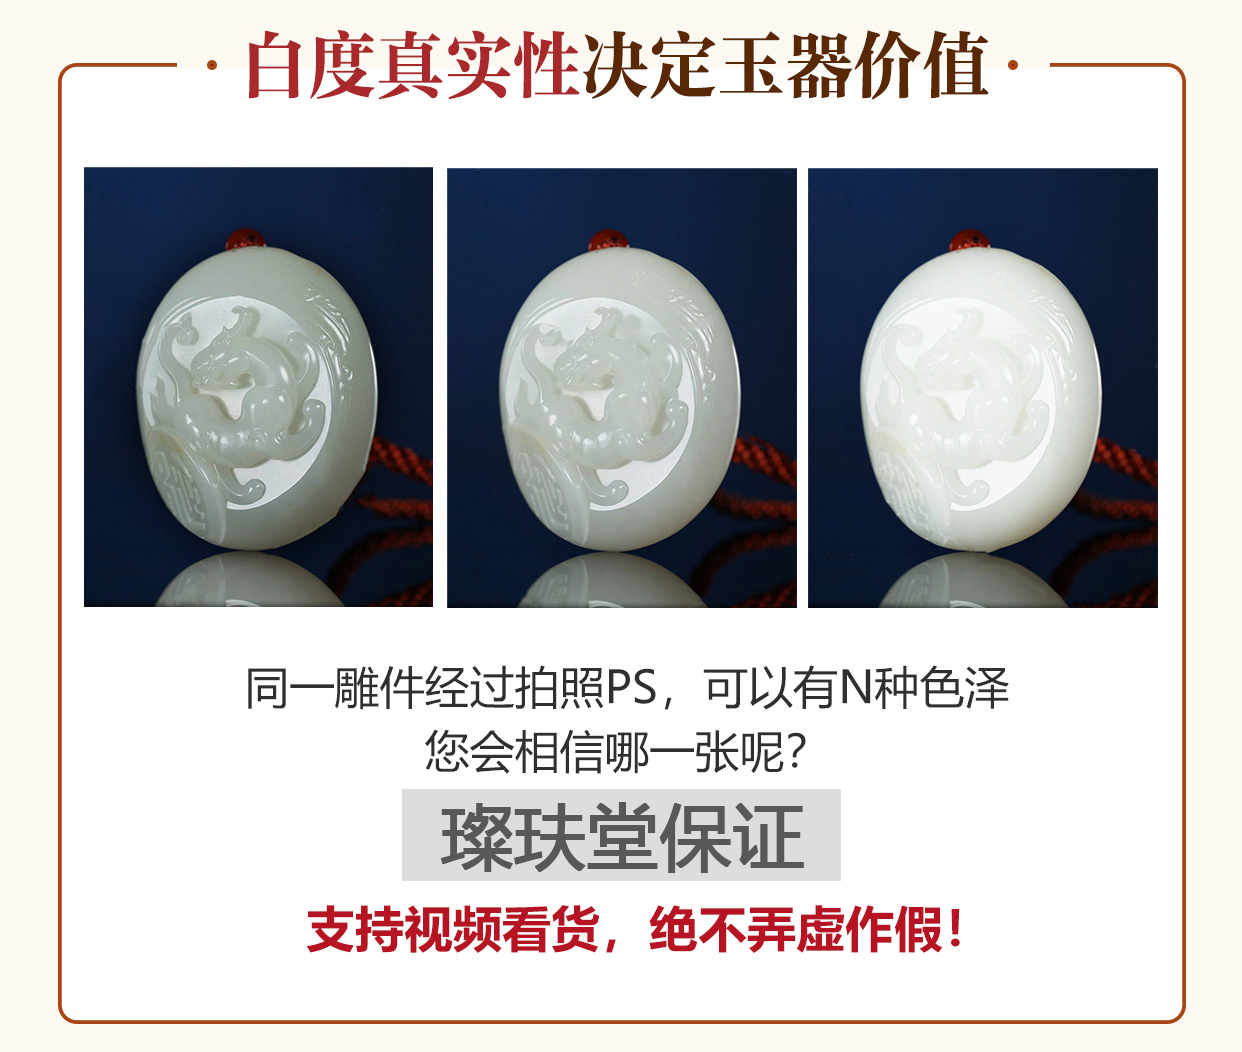 白度真实性决定玉器价值
同一雕件经过拍照PS，可以有N种色泽
您会相信哪一张呢？
璨玞堂保证
支持视频看货，绝不弄虚作假！